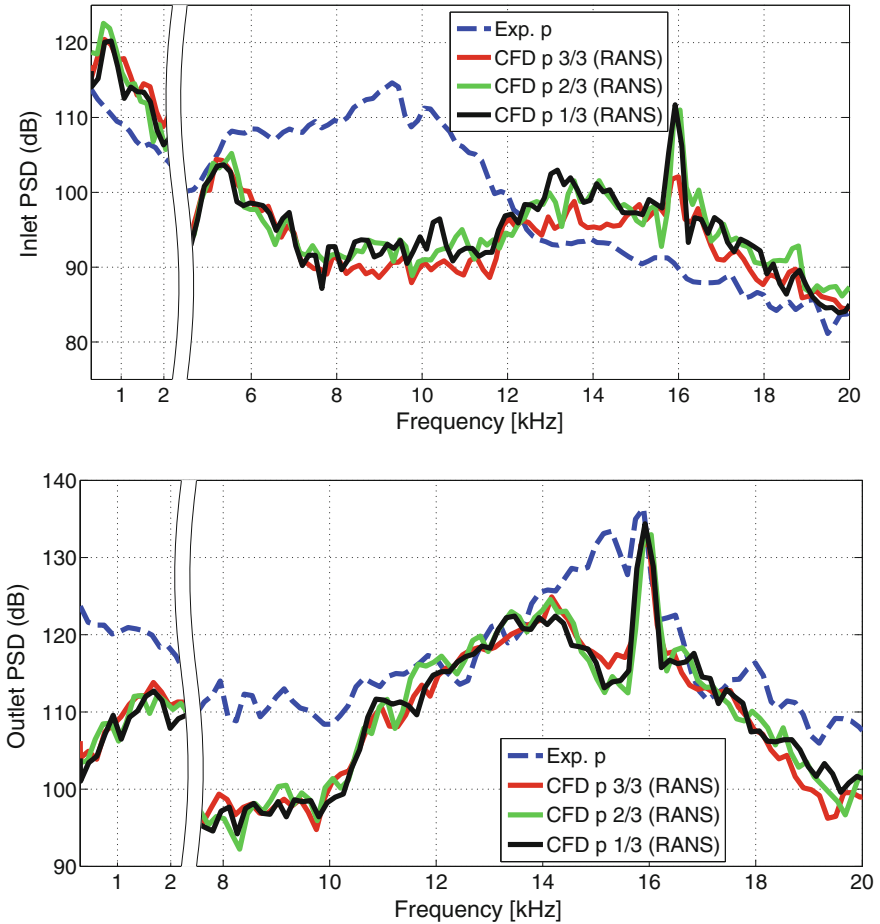 120
110
100
90
80
Inlet PSD (dB)
Exp. p
CFD p 3/3 (RANS)
CFD p 2/3 (RANS)
CFD p 1/3 (RANS)
1 2 6 8 10 12 14 16 18 20
Frequency [kHz]
140
130
120
110
100
90
Outlet PSD (dB)
Exp. p
CFD p 3/3 (RANS)
CFD p 2/3 (RANS)
CFD p 1/3 (RANS)
1 2 8 10 12 14 16 18 20
Frequency [kHz]